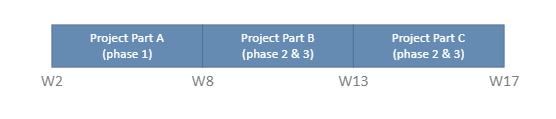 Project Part A
(phase 1)
Project Part B
(phase 2 & 3)
Project Part C
(phase 2 & 3)
W2
W8
W13
W17